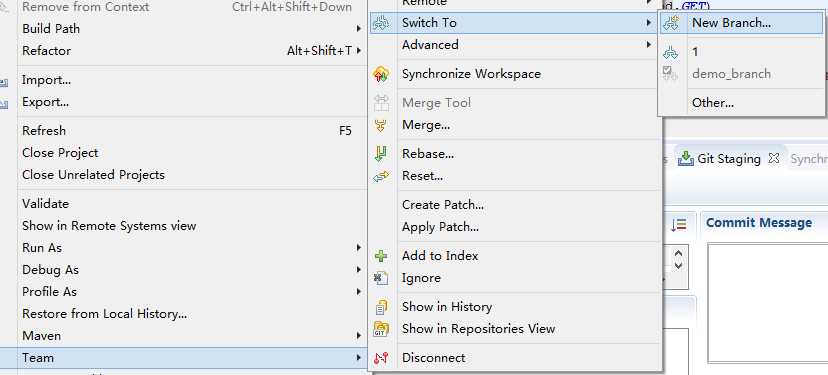 Remove from Context Ctrl+Alt+Shift+Down
Build Path
Refactor Alt+Shift+T
Import...
Export...
Refresh F5
Close Project
Close Unrelated Projects
Validate
Show in Remote Systems view
Run As
Debug As
Profile As
Restore from Local History...
Maven
Team
Remote
Switch To
Advanced
Synchronize Workspace
Merge Tool
Merge...
Rebase...
Reset...
Create Patch...
Apply Patch...
Add to Index
Ignore
Show in History
GIT Show in Repositories View
Disconnect
d.GET)
New Branch...
1
demo_branch
Other...
s Git Staging Synchr
Commit Message